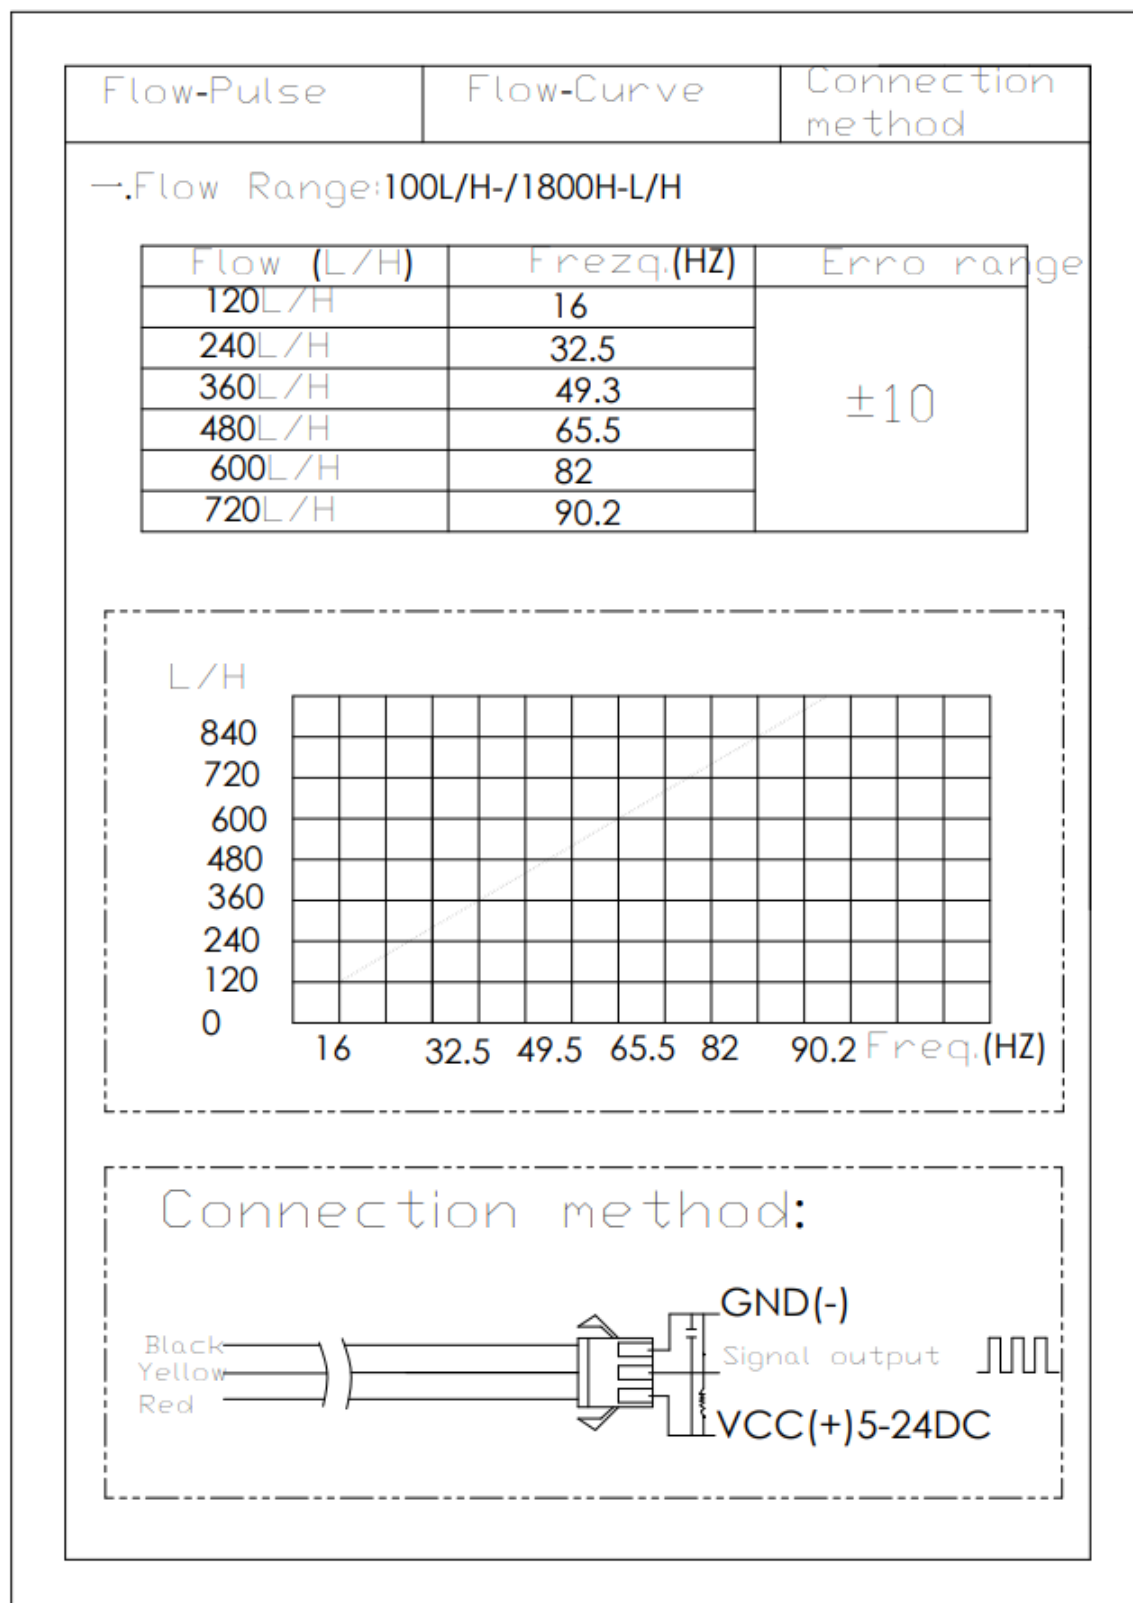 Flow-Pulse
Flow-Curve
Connection
method
一.Flow Range:100L/H-/1800H-L/H
Flow (L/H) Frezq.(HZ) Erro range
120L/H 16
240L/H 32.5
360L/H 49.3
±10
480L/H 65.5
600L/H 82
720L/H 90.2
L/H
840
720
600
480
360
240
120
0
16 32.5 49.5 65.5 82 90.2 Freq.(HZ)
Connection method:
GND(-)
Black
Signal output
Yellow
Red
VCC(+)5-24DC